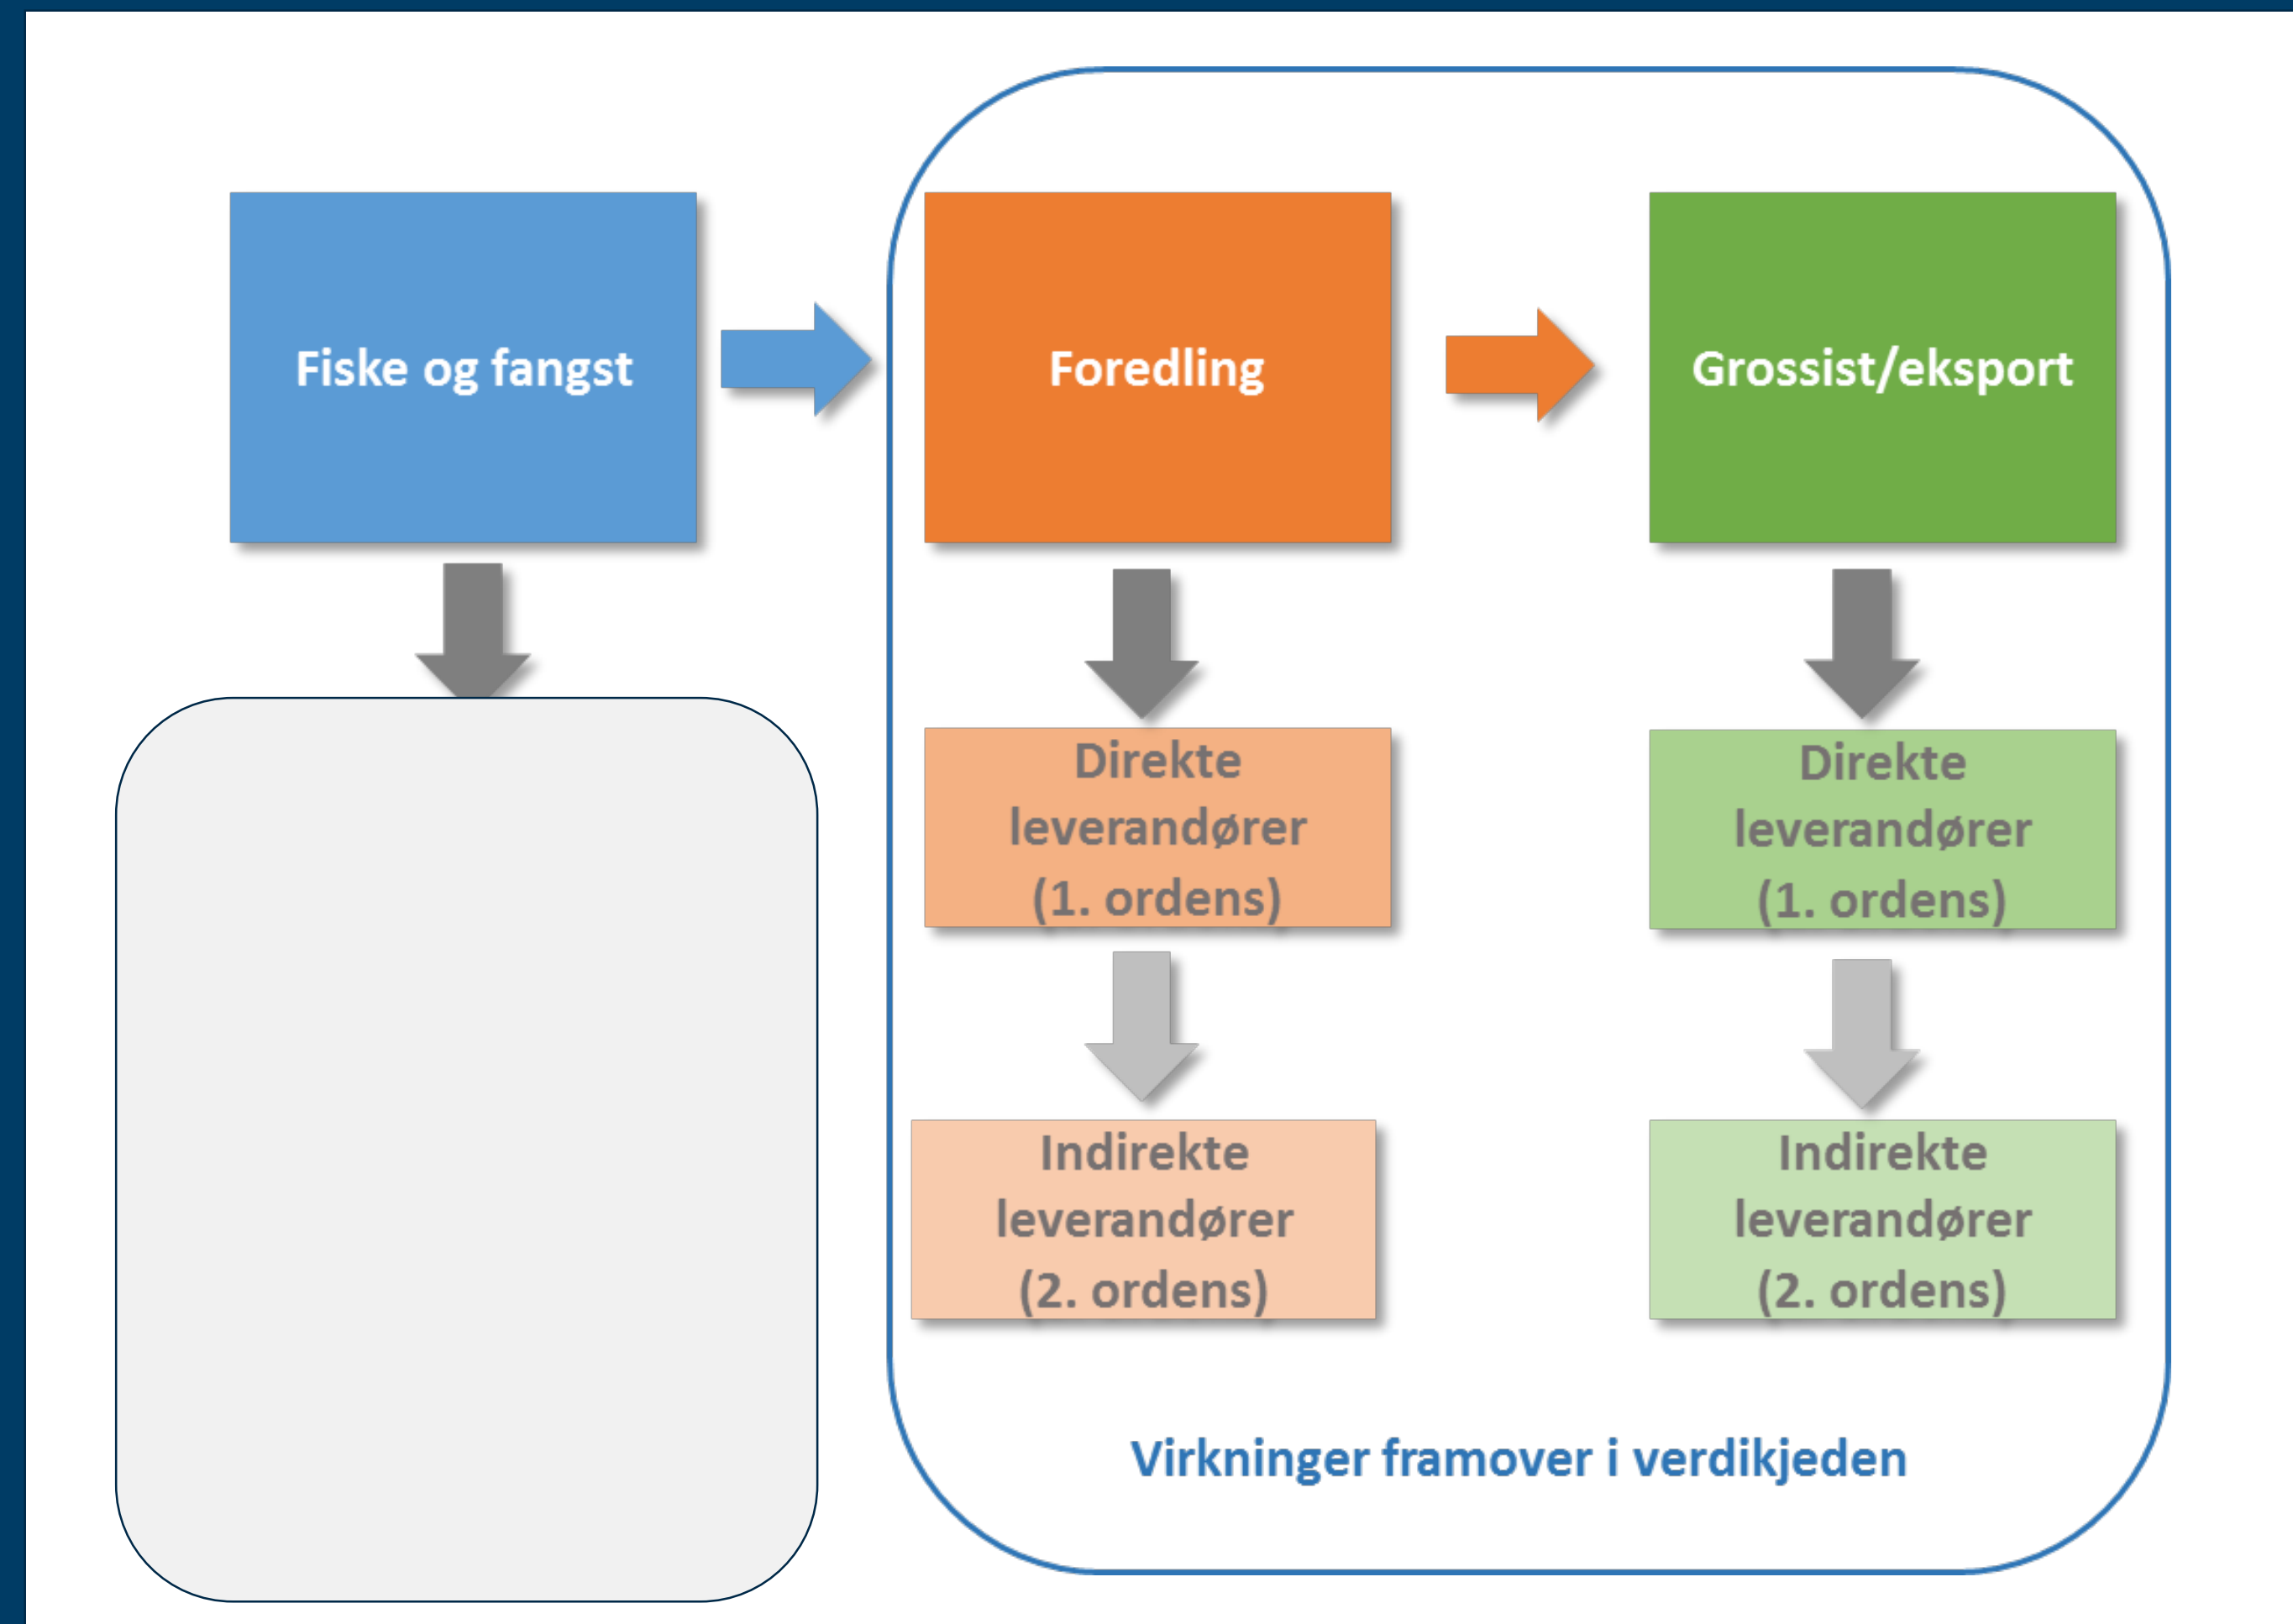 Fiske og fangst
Foredling
Grossist/eksport
Direkte
leverandører
(1. ordens)
Direkte
leverandører
(1. ordens)
Indirekte
leverandører
(2. ordens)
Indirekte
leverandører
(2. ordens)
Virkninger framover i verdikjeden